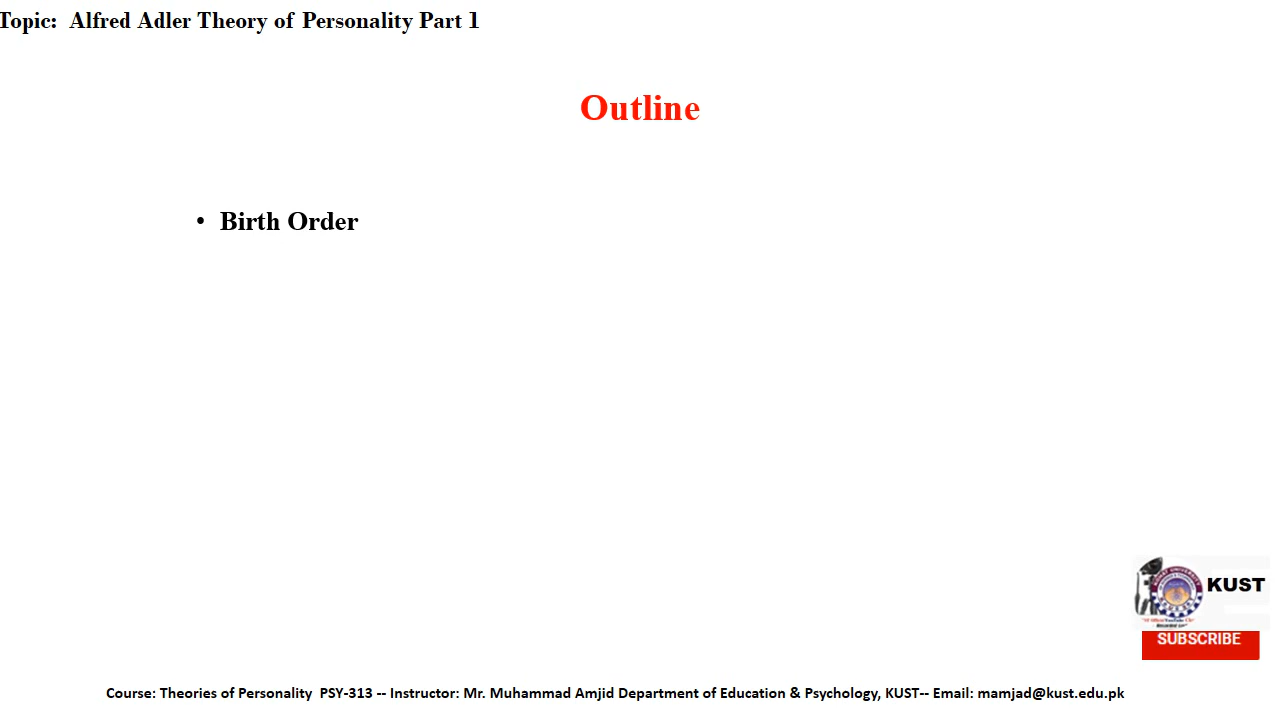 Topic: Alfred Adler Theory of Personality Part 1
Outline
• Birth Order
KUST
SUBSCRIBE
Course: Theories of Personality PSY-313 -- Instructor: Mr. Muhammad Amjid Department of Education & Psychology, KUST-- Email: mamjad@kust.edu.pk